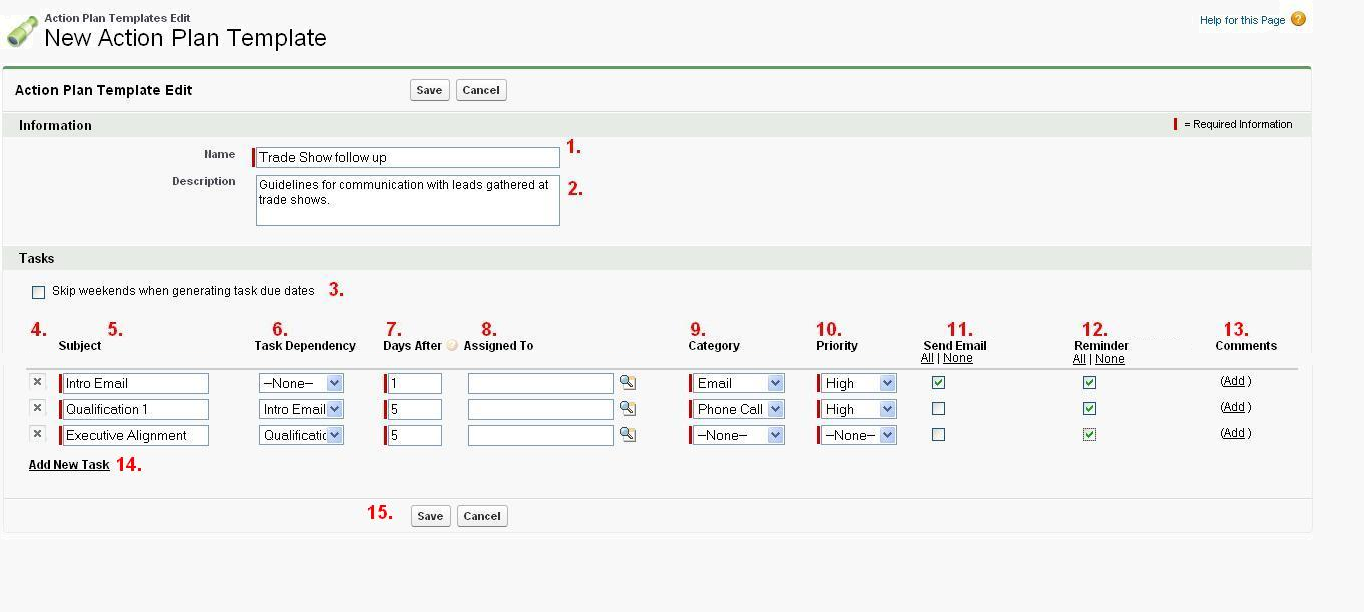 Action Plan Templates Edit
New Action Plan Template
Help for this Page ?
Action Plan Template Edit Save Cancel
Information = Required Information
Name Trade Show follow up 1.
Description Guidelines for communication with leads gathered at
trade shows. 2.
Tasks
Skip weekends when generating task due dates 3.
4. 5. 6. 7. 8. 9. 10. 11. 12. 13.
Subject Task Dependency Days After ? Assigned To Category Priority Send Email Reminder Comments
All | None All | None
Intro Email --None-- 1 Email High (Add )
Qualification 1 Intro Email 5 Phone Call High (Add )
Executive Alignment Qualificatic 5 --None-- --None-- (Add )
Add New Task 14.
15. Save Cancel